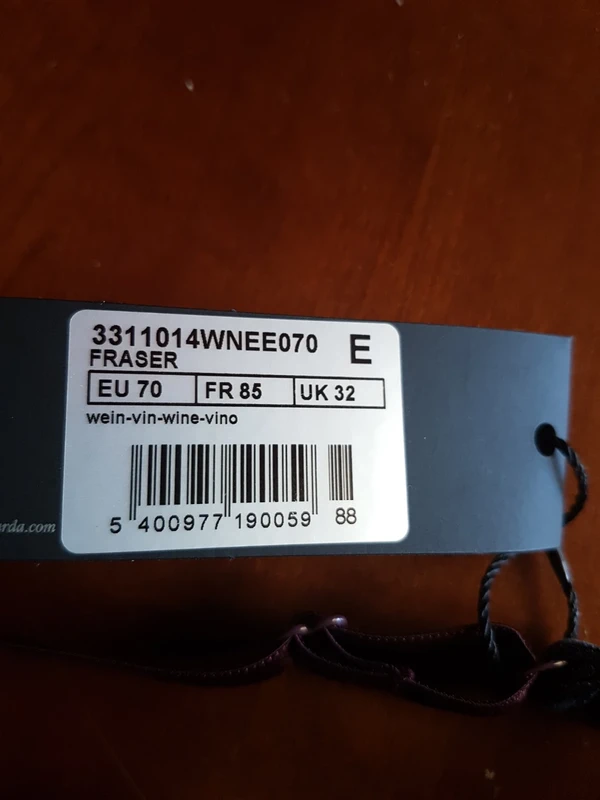 3311014WNEE070 E
FRASER
EU 70 FR 85 UK 32
wein-vin-wine-vino
5 400977 190059 88